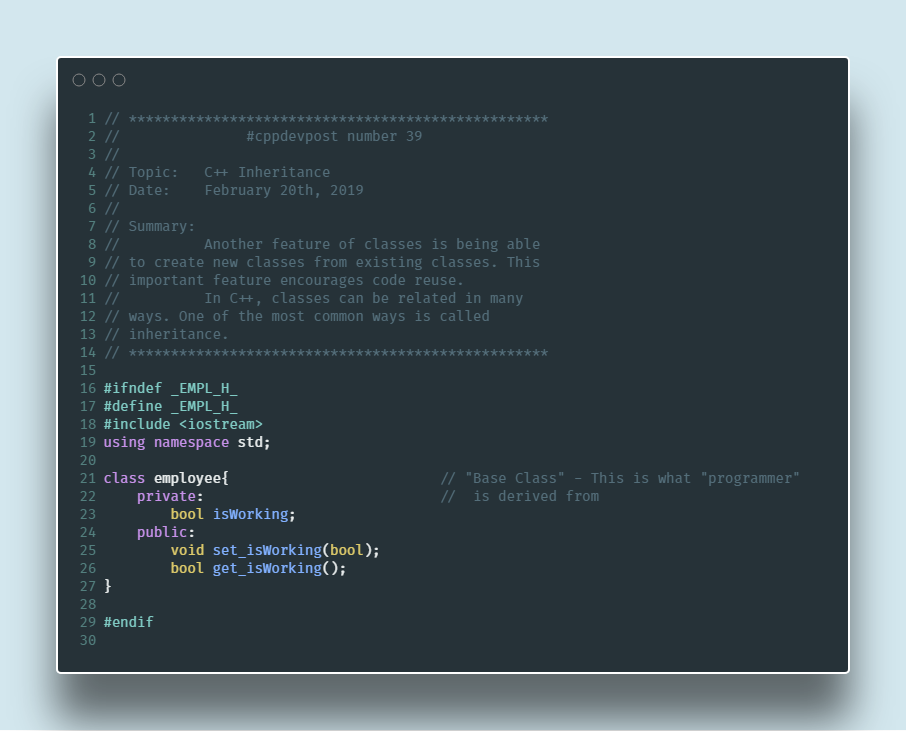 1 // **************************************************
2 //               #cppdevpost number 39
3 //
4 // Topic:   C++ Inheritance
5 // Date:    February 20th, 2019
6 //
7 // Summary:
8 //          Another feature of classes is being able
9 // to create new classes from existing classes. This
10 // important feature encourages code reuse.
11 //          In C++, classes can be related in many
12 // ways. One of the most common ways is called
13 // inheritance.
14 // **************************************************
15
16 #ifndef _EMPL_H_
17 #define _EMPL_H_
18 #include <iostream>
19 using namespace std;
20
21 class employee{                         // "Base Class" - This is what "programmer"
22     private:                            //  is derived from
23         bool isWorking;
24     public:
25         void set_isWorking(bool);
26         bool get_isWorking();
27 }
28
29 #endif
30